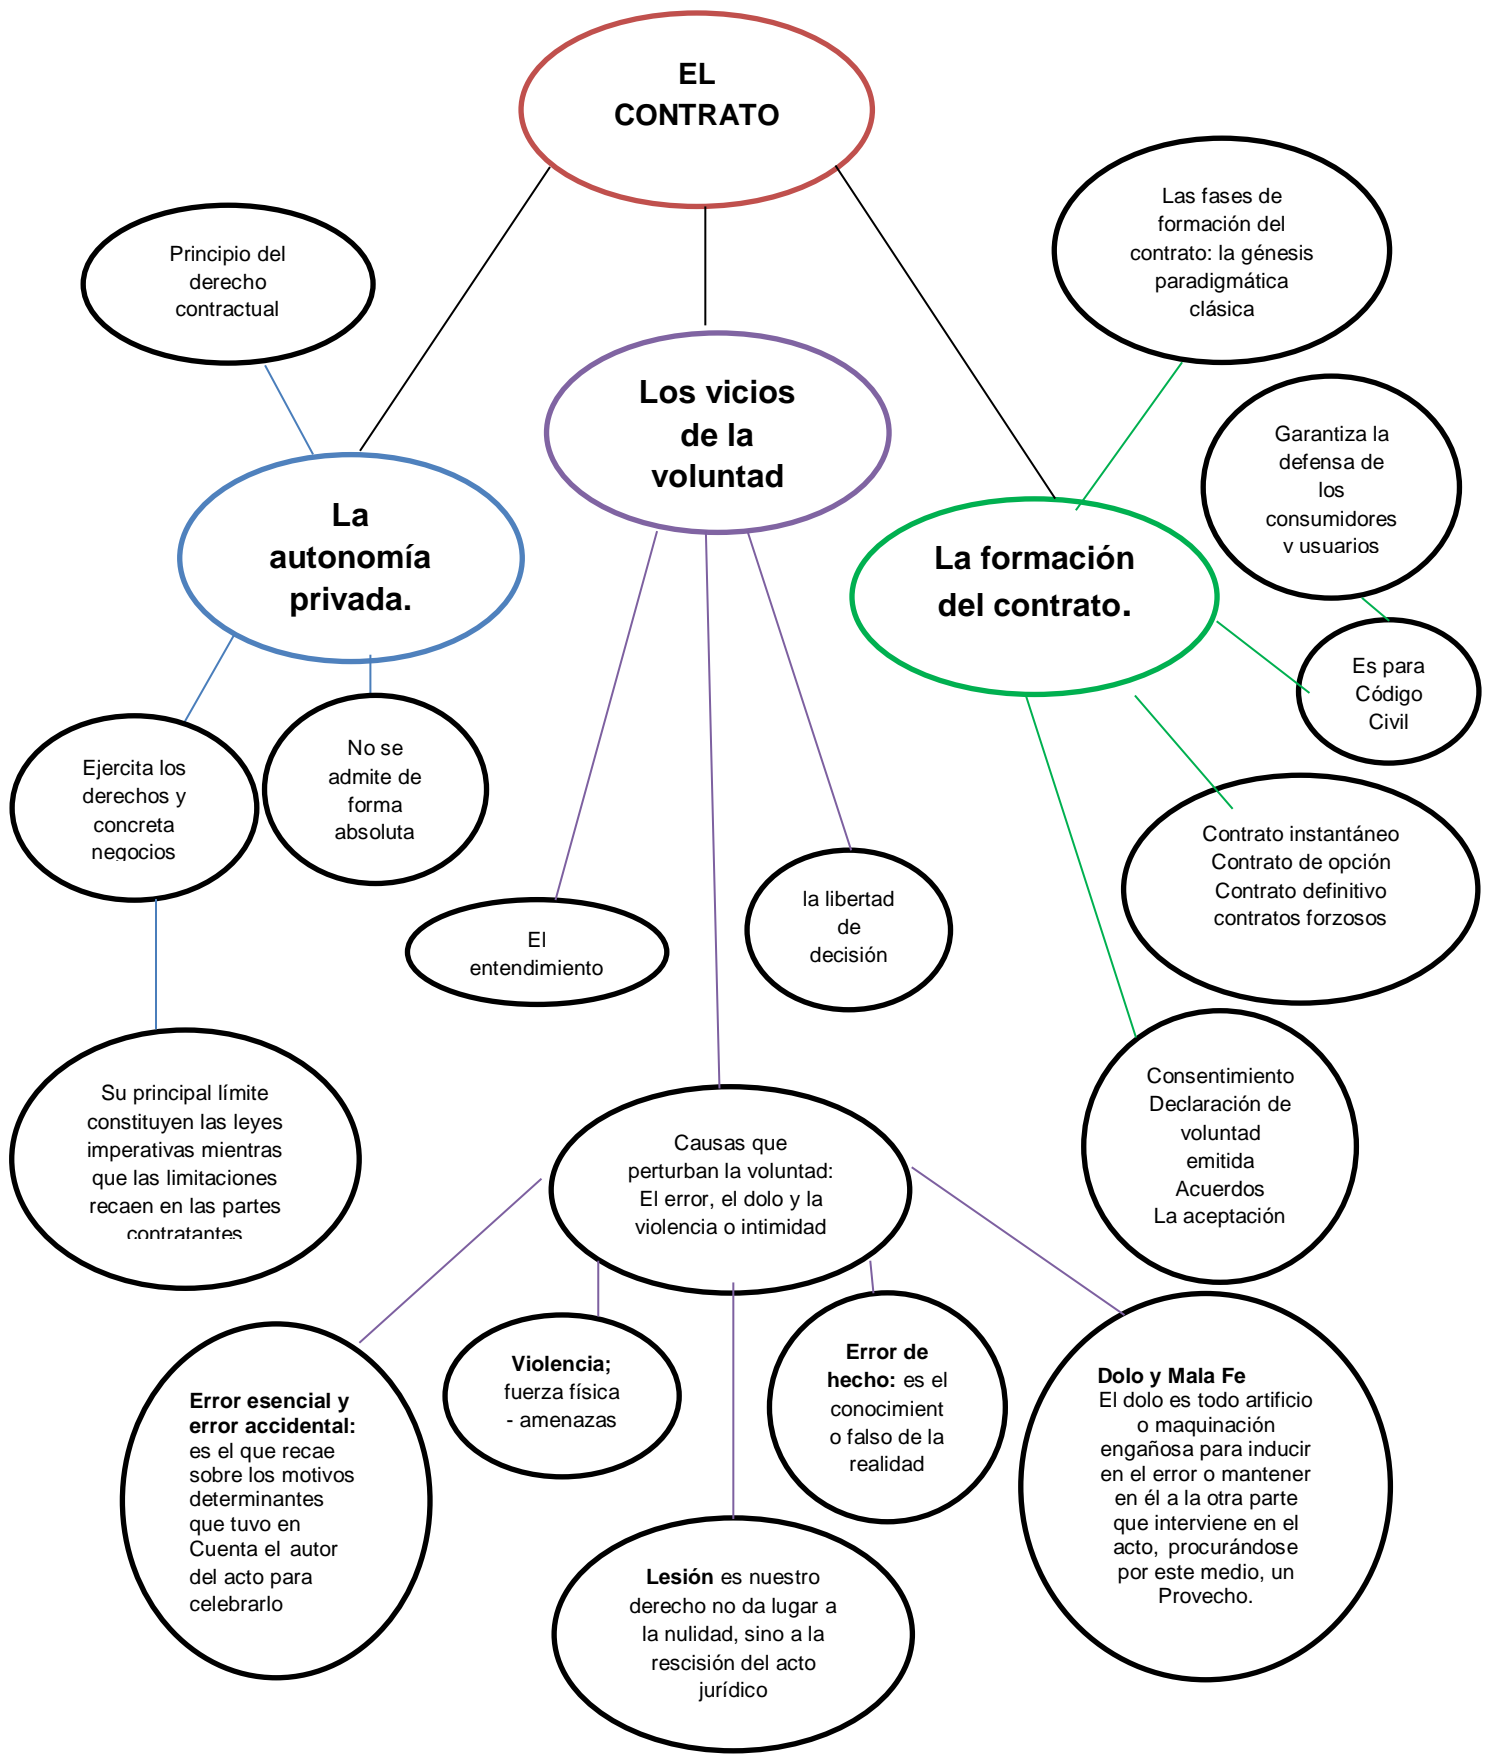 EL
CONTRATO
Las fases de
formación del
contrato: la génesis
paradigmática
clásica
Principio del
derecho
contractual
Los vicios
de la
voluntad
Garantiza la
defensa de
los
consumidores
y usuarios
La
autonomía
privada.
La formación
del contrato.
Es para
Código
Civil
Ejercita los
derechos y
concreta
negocios
No se
admite de
forma
absoluta
Contrato instantáneo
Contrato de opción
Contrato definitivo
contratos forzosos
la libertad
de
decisión
El
entendimiento
Su principal límite
constituyen las leyes
imperativas mientras
que las limitaciones
recaen en las partes
contratantes
Causas que
perturban la voluntad:
El error, el dolo y la
violencia o intimidad
Consentimiento
Declaración de
voluntad
emitida
Acuerdos
La aceptación
Error esencial y
error accidental:
es el que recae
sobre los motivos
determinantes
que tuvo en
Cuenta el autor
del acto para
celebrarlo
Violencia;
fuerza física
- amenazas
Error de
hecho: es el
conocimient
o falso de la
realidad
Dolo y Mala Fe
El dolo es todo artificio
o maquinación
engañosa para inducir
en el error o mantener
en él a la otra parte
que interviene en el
acto, procurándose
por este medio, un
Provecho.
Lesión es nuestro
derecho no da lugar a
la nulidad, sino a la
rescisión del acto
jurídico